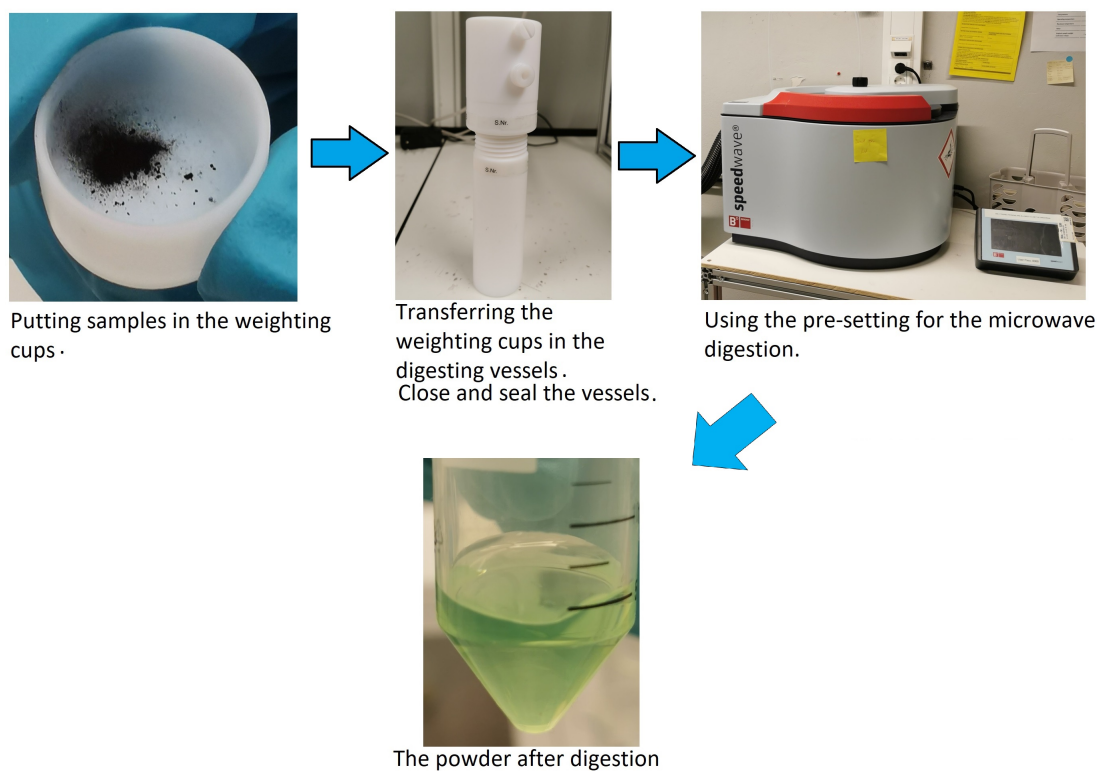 S.Nr.
S.Nr.
speedwave®
B
Putting samples in the weighting
cups.
Transferring the
weighting cups in the
digesting vessels.
Close and seal the vessels.
Using the pre-setting for the microwave
digestion.
The powder after digestion